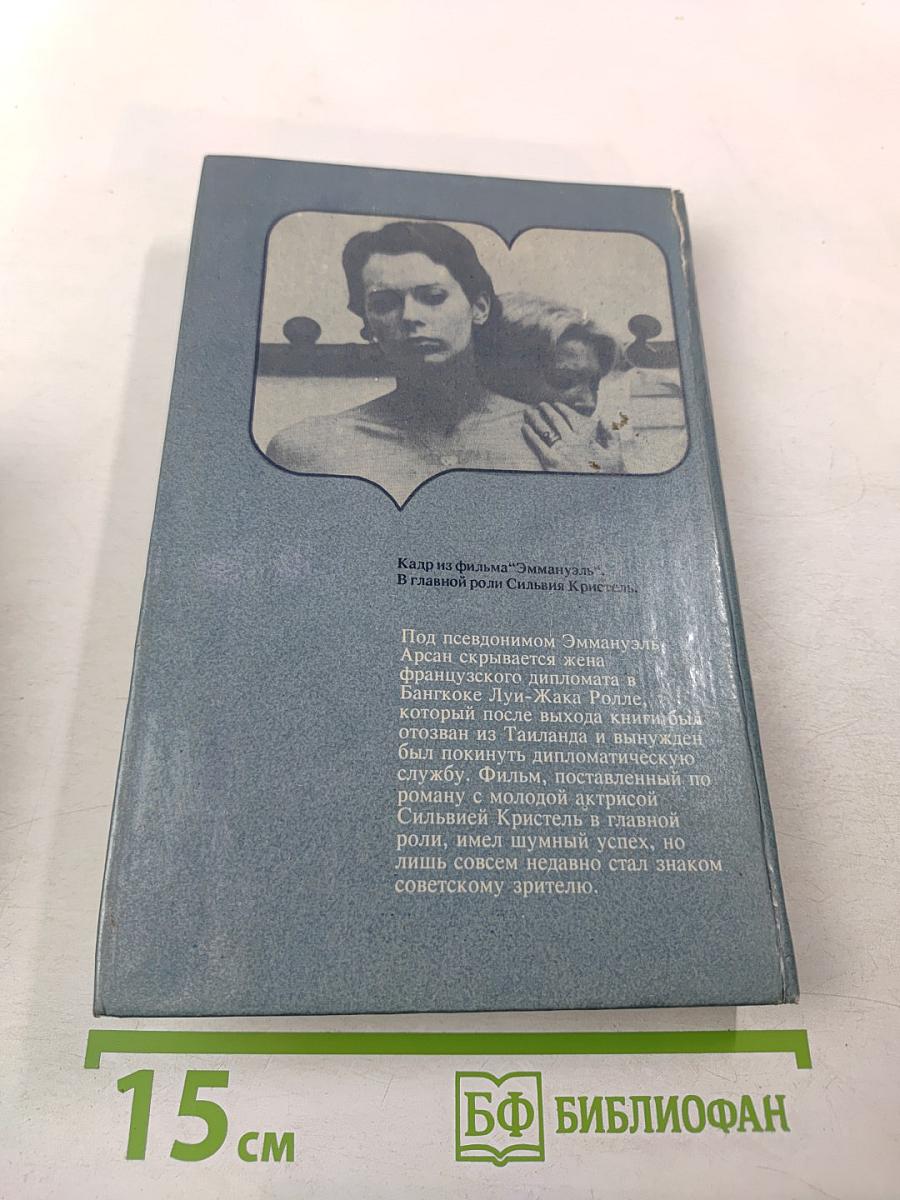 Кадр из фильма“Эммануэль“.
В главной роли Сильвия Кристель.
Под псевдонимом Эммануэль
Арсан скрывается жена
французского дипломата в
Бангкоке Луи-Жака Ролле,
который после выхода книги был
отозван из Таиланда и вынужден
был покинуть дипломатическую
службу. Фильм, поставленный по
роману с молодой актрисой
Сильвией Кристель в главной
роли, имел шумный успех, но
лишь совсем недавно стал знаком
советскому зрителю.
15 см
БФ БИБЛИОФАН